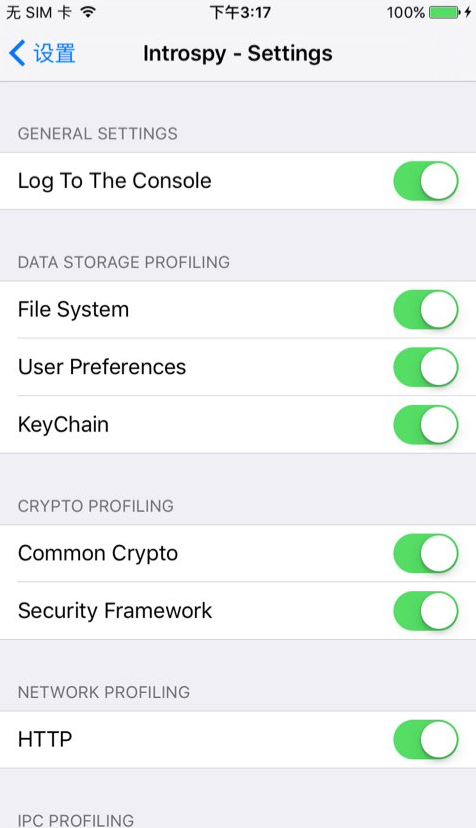 无 SIM 卡 下午3:17 100%
设置 Introspy - Settings
GENERAL SETTINGS
Log To The Console
DATA STORAGE PROFILING
File System
User Preferences
KeyChain
CRYPTO PROFILING
Common Crypto
Security Framework
NETWORK PROFILING
HTTP
IPC PROFILING